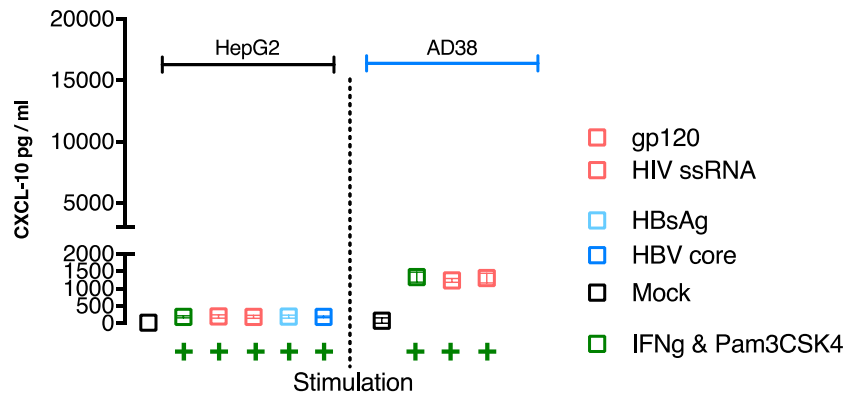 20000
15000
10000
5000
2000
1500
1000
500
0
CXCL-10 pg / ml
HepG2
AD38
+ + + + + + + +
Stimulation
gp120
HIV ssRNA
HBsAg
HBV core
Mock
IFNg & Pam3CSK4